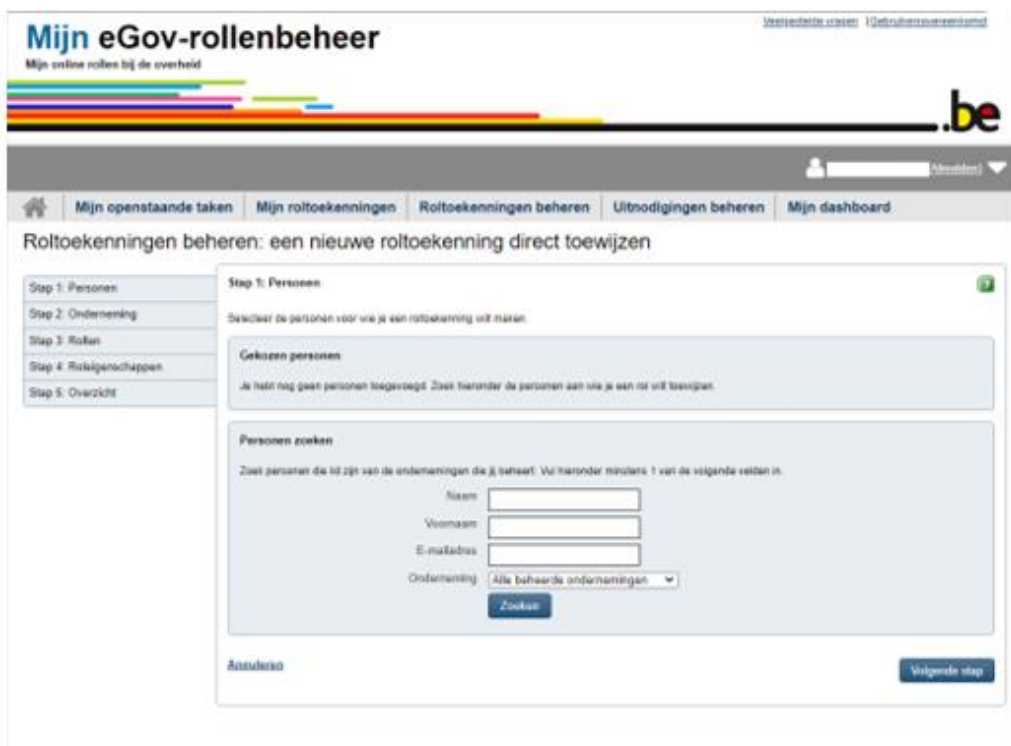 Veelgestelde vragen | Gebruikersovereenkomst
Mijn eGov-rollenbeheer
Mijn online rollen bij de overheid
.be
Afmelden
Mijn openstaande taken
Mijn roltoekenningen
Roltoekenningen beheren
Uitnodigingen beheren
Mijn dashboard
Roltoekenningen beheren: een nieuwe roltoekenning direct toewijzen
Stap 1: Personen
Stap 2: Onderneming
Stap 3: Rollen
Stap 4: Roleigenschappen
Stap 5: Overzicht
Stap 1: Personen
?
Selecteer de personen voor wie je een roltoekenning wilt maken.
Gekozen personen
Je hebt nog geen personen toegevoegd. Zoek hieronder de personen aan wie je een rol wilt toewijzen.
Personen zoeken
Zoek personen die lid zijn van de ondernemingen die jij beheert. Vul hieronder minstens 1 van de volgende velden in.
Naam
Voornaam
E-mailadres
Onderneming
Alle beheerde ondernemingen
Zoeken
Annuleren
Volgende stap